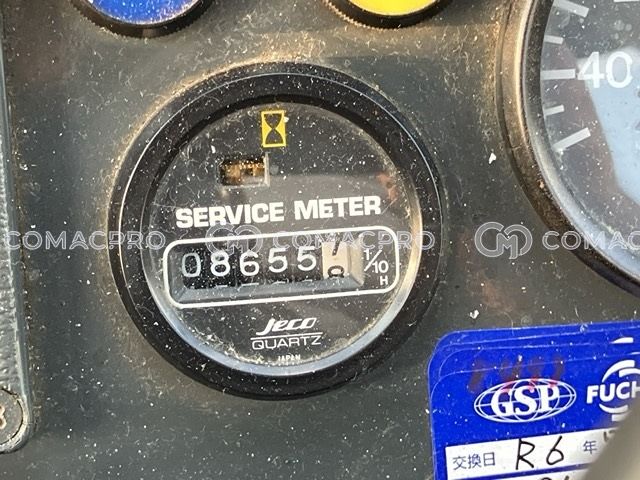 40
SERVICE METER
COMACPRO COMACPRO COMACPRO
08655
1/10
H
Jeco
QUARTZ
JAPAN
GSP
FUCH
交換日 R6 年